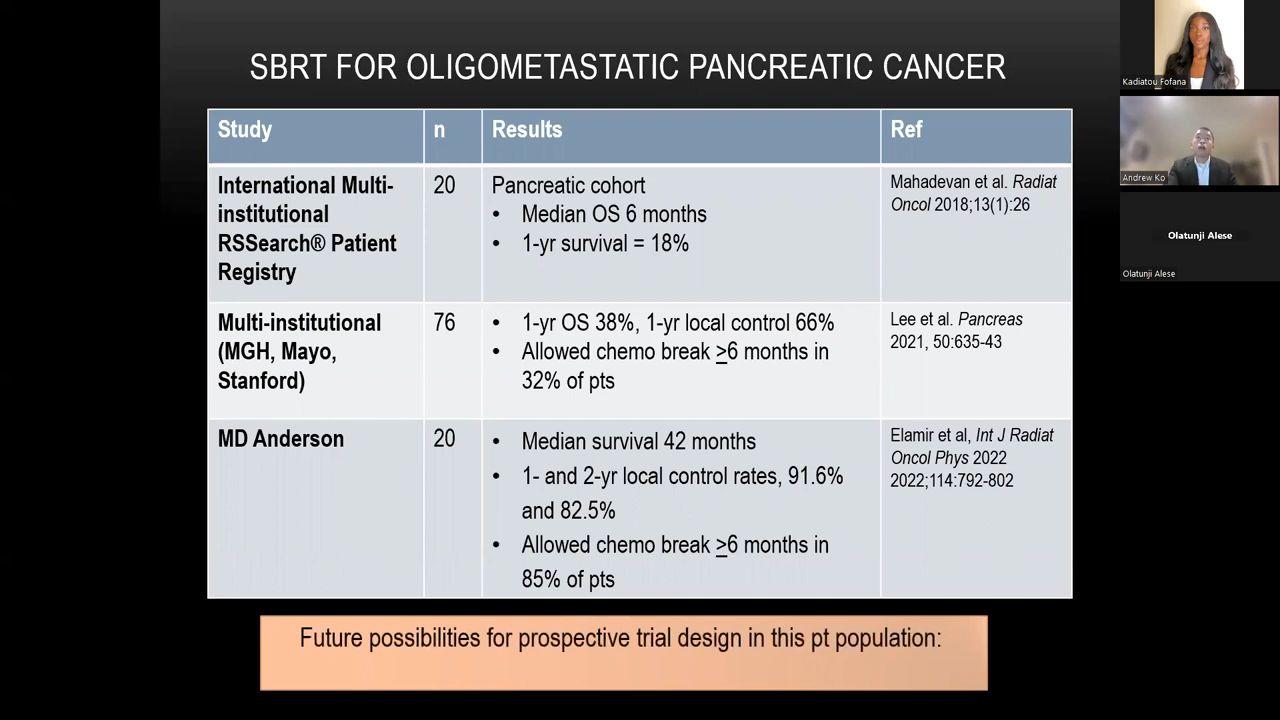 SBRT FOR OLIGOMETASTATIC PANCREATIC CANCER
Study
n
Results
Ref
International Multi-
institutional
RSSearch® Patient
Registry
20
Pancreatic cohort
• Median OS 6 months
• 1-yr survival = 18%
Mahadevan et al. Radiat
Oncol 2018;13(1):26
Multi-institutional
(MGH, Mayo,
Stanford)
76
• 1-yr OS 38%, 1-yr local control 66%
• Allowed chemo break >6 months in
32% of pts
Lee et al. Pancreas
2021, 50:635-43
MD Anderson
20
• Median survival 42 months
• 1- and 2-yr local control rates, 91.6%
and 82.5%
• Allowed chemo break >6 months in
85% of pts
Elamir et al, Int J Radiat
Oncol Phys 2022
2022;114:792-802
Future possibilities for prospective trial design in this pt population:
Kadiatou Fofana
Andrew Ko
Olatunji Alese
Olatunji Alese